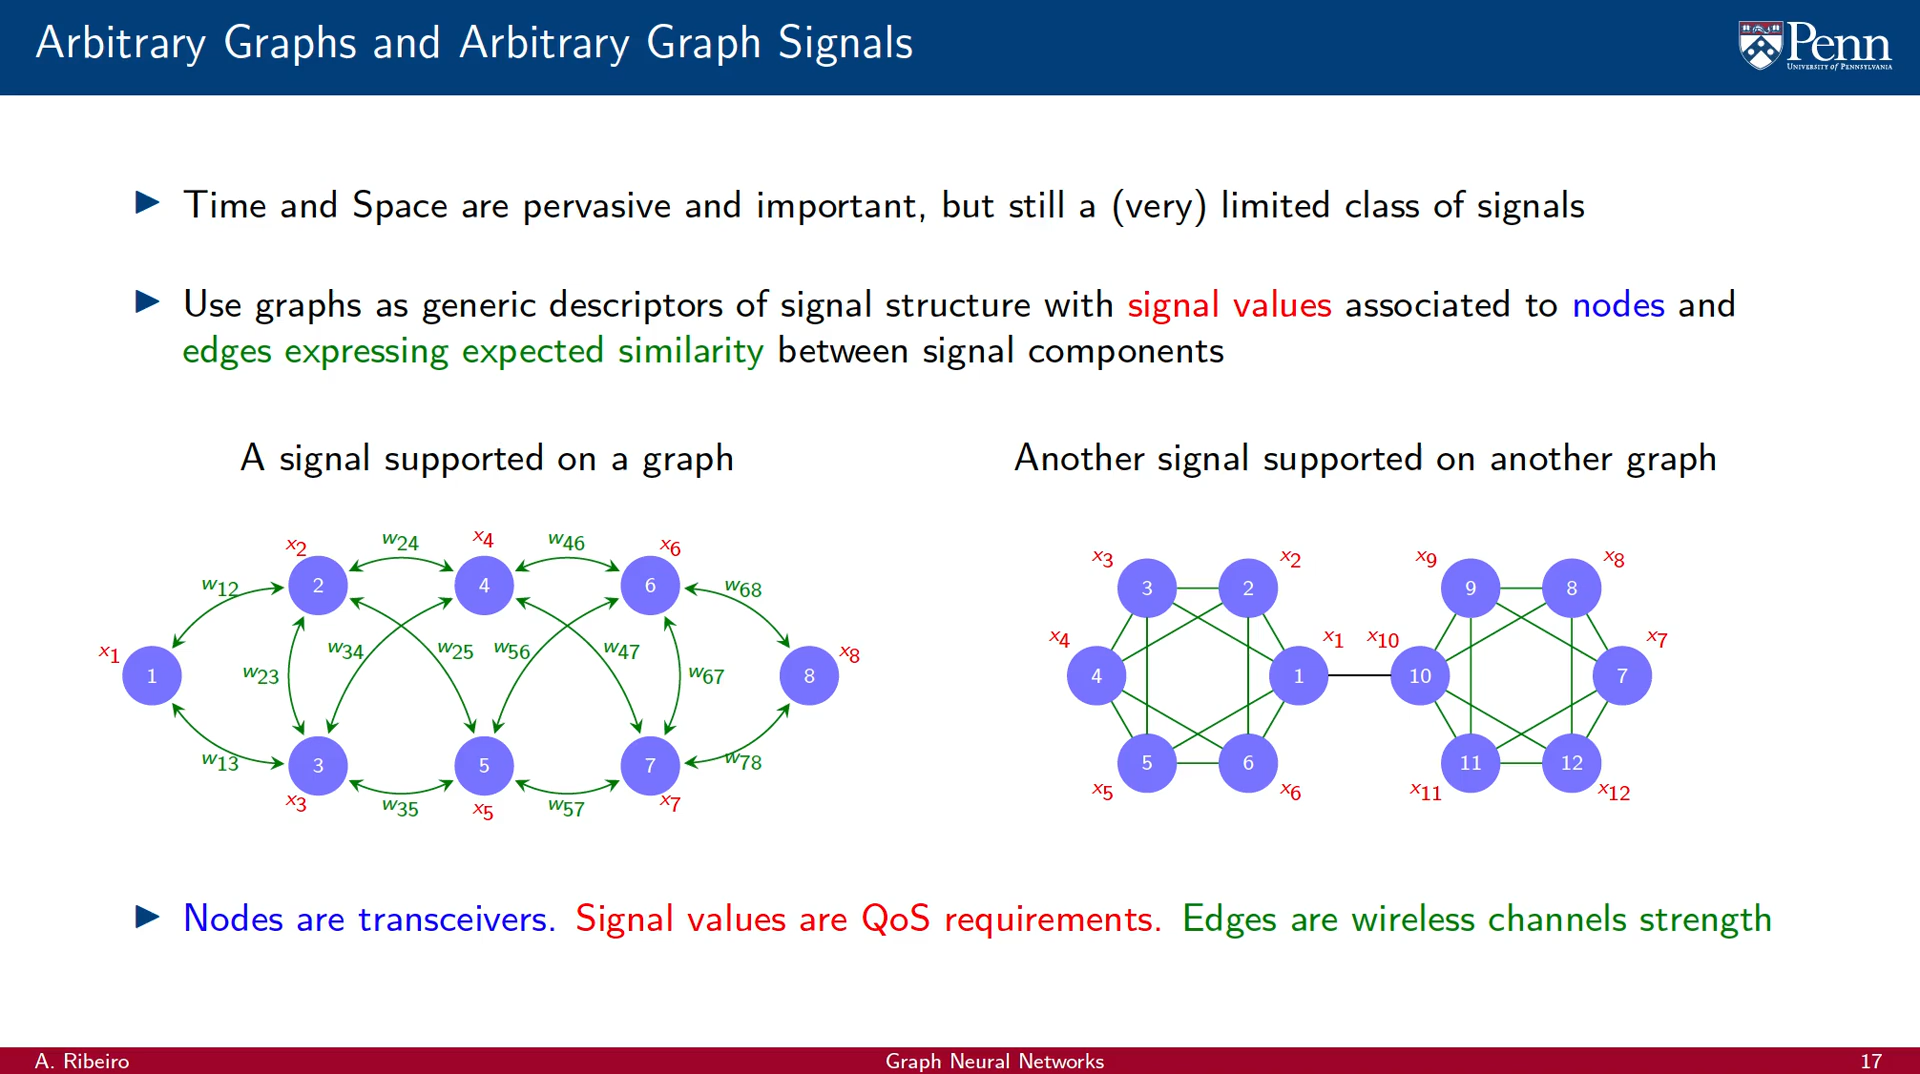 Arbitrary Graphs and Arbitrary Graph Signals
Penn
UNIVERSITY of PENNSYLVANIA
▶ Time and Space are pervasive and important, but still a (very) limited class of signals
▶ Use graphs as generic descriptors of signal structure with signal values associated to nodes and
edges expressing expected similarity between signal components
A signal supported on a graph
Another signal supported on another graph
x2 w24 x4 w46 x6
w12 2 4 6 w68
x1 1 w23 w34 w25 w56 w47 w67 8 x8
w13 3 5 7 w78
x3 w35 x5 w57 x7
x3 3 2 x2 x9 9 8 x8
x4 4 1 x1 x10 10 7 x7
x5 5 6 x6 x11 11 12 x12
▶ Nodes are transceivers. Signal values are QoS requirements. Edges are wireless channels strength
A. Ribeiro
Graph Neural Networks
17